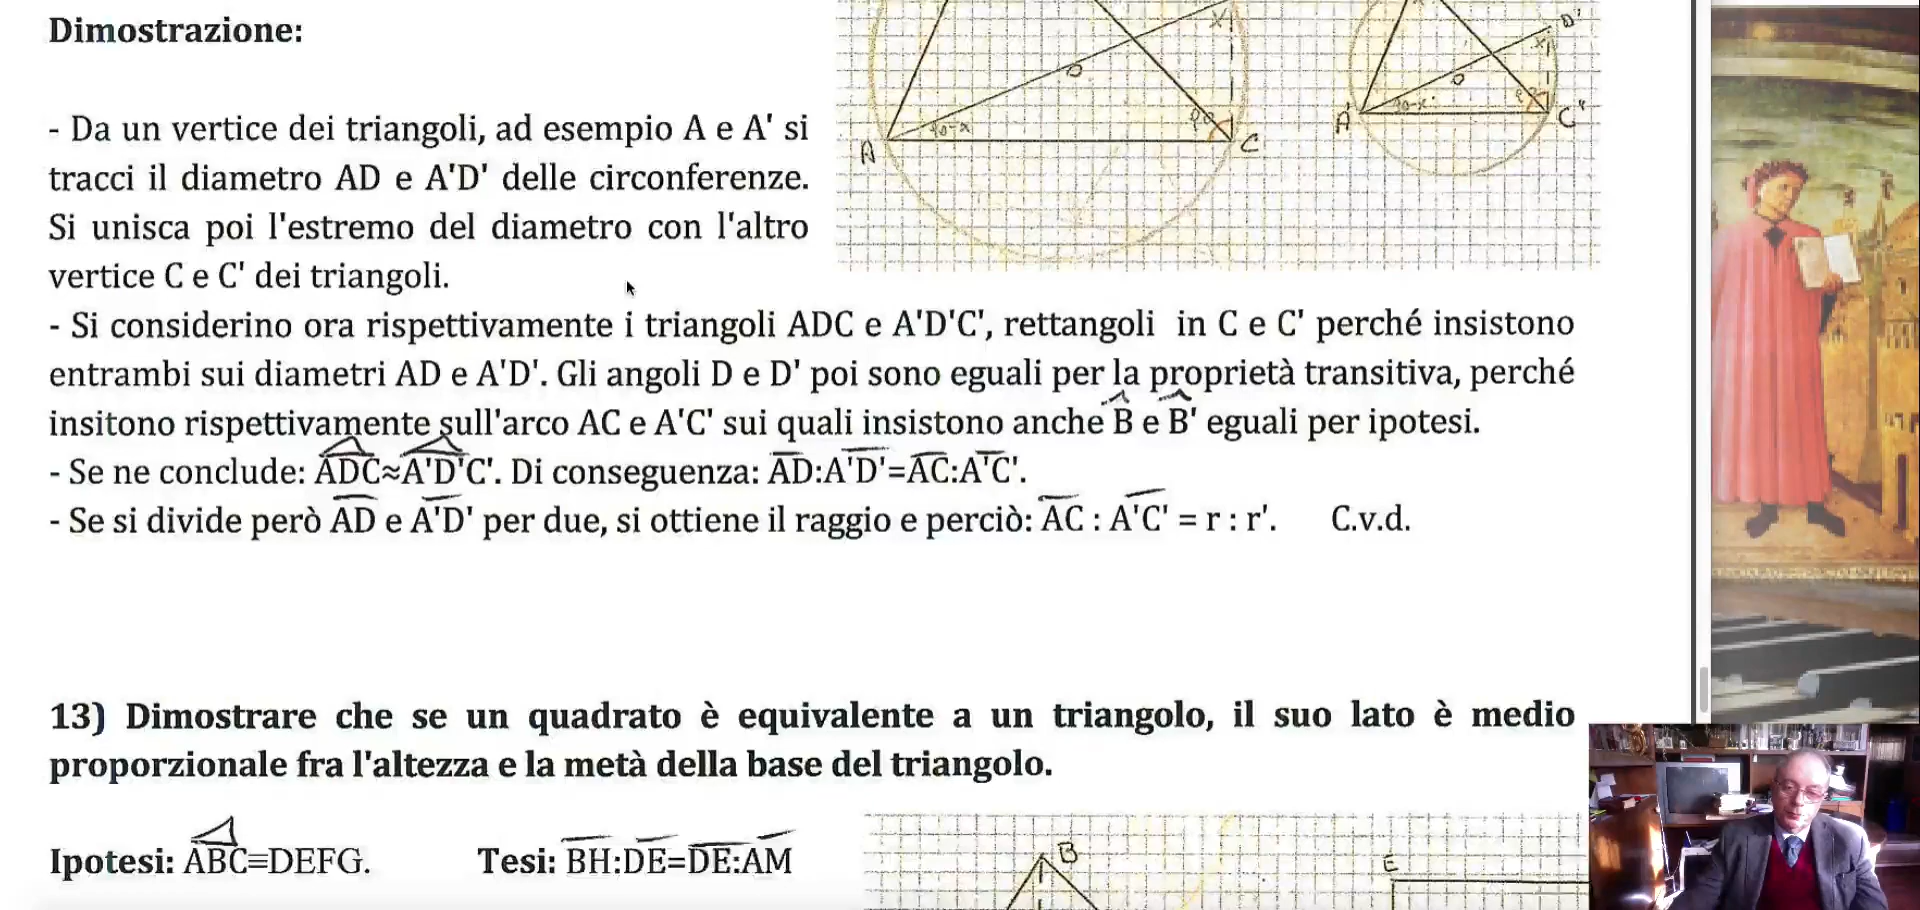 Dimostrazione:
- Da un vertice dei triangoli, ad esempio A e A' si
tracci il diametro AD e A'D' delle circonferenze.
Si unisca poi l'estremo del diametro con l'altro
vertice C e C' dei triangoli.
- Si considerino ora rispettivamente i triangoli ADC e A'D'C', rettangoli in C e C' perché insistono
entrambi sui diametri AD e A'D'. Gli angoli D e D' poi sono eguali per la proprietà transitiva, perché
insitono rispettivamente sull'arco AC e A'C' sui quali insistono anche B e B' eguali per ipotesi.
- Se ne conclude: ADC≈A'D'C'. Di conseguenza: AD:A'D'=AC:A'C'.
- Se si divide però AD e A'D' per due, si ottiene il raggio e perciò: AC : A'C' = r : r'. C.v.d.
x
O
90-x
90
A
C
D'
x
O
90-x
A'
C'
13) Dimostrare che se un quadrato è equivalente a un triangolo, il suo lato è medio
proporzionale fra l'altezza e la metà della base del triangolo.
Ipotesi: ABC≡DEFG. Tesi: BH:DE=DE:AM
B
E